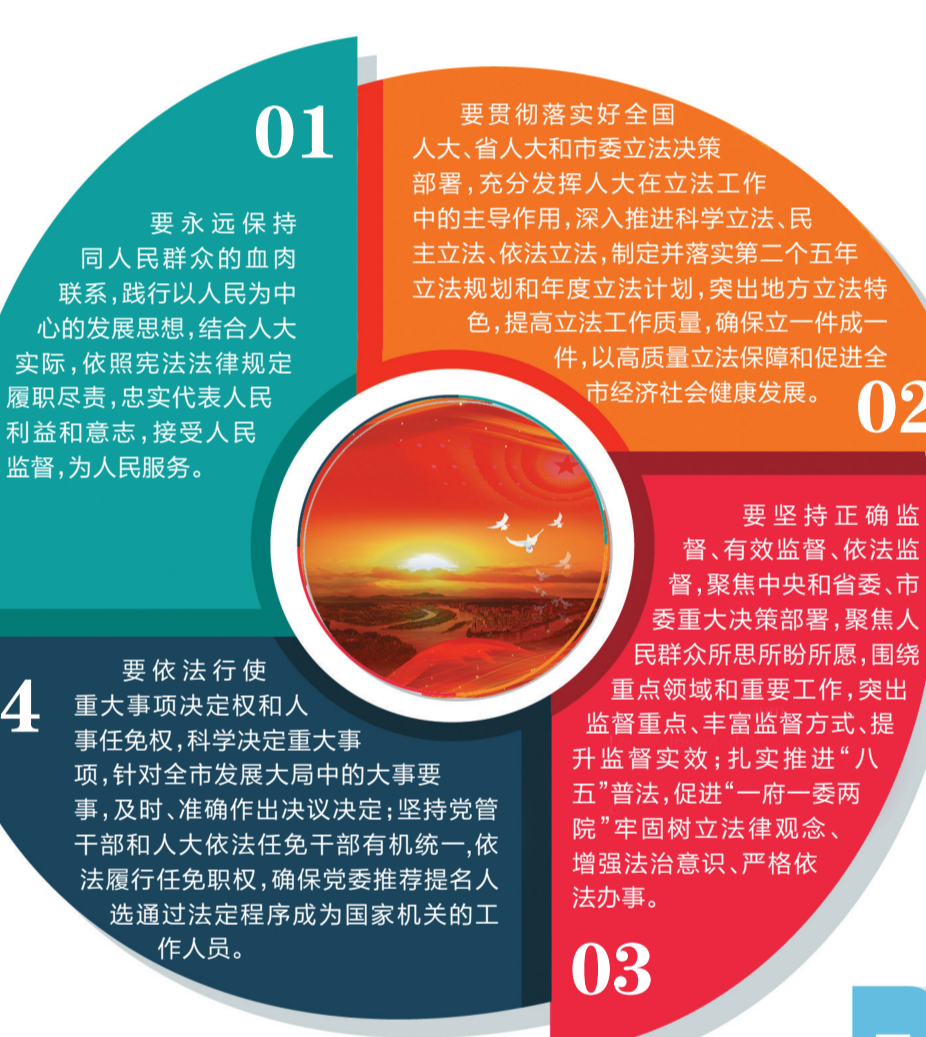 01
要永远保持
同人民群众的血肉
联系,践行以人民为中
心的发展思想,结合人大
实际,依照宪法法律规定
履职尽责,忠实代表人民
利益和意志,接受人民
监督,为人民服务。
要贯彻落实好全国
人大、省人大和市委立法决策
部署,充分发挥人大在立法工作
中的主导作用,深入推进科学立法、民
主立法、依法立法,制定并落实第二个五年
立法规划和年度立法计划,突出地方立法特
色,提高立法工作质量,确保立一件成一
件,以高质量立法保障和促进全
市经济社会健康发展。
02
要坚持正确监
督、有效监督、依法监
督,聚焦中央和省委、市
委重大决策部署,聚焦人
民群众所思所盼所愿,围绕
重点领域和重要工作,突出
监督重点、丰富监督方式、提
升监督实效;扎实推进“八
五”普法,促进“一府一委两
院”牢固树立法律观念、
增强法治意识、严格依
法办事。
03
4
要依法行使
重大事项决定权和人
事任免权,科学决定重大事
项,针对全市发展大局中的大事要
事,及时、准确作出决议决定;坚持党管
干部和人大依法任免干部有机统一,依
法履行任免职权,确保党委推荐提名人
选通过法定程序成为国家机关的工
作人员。